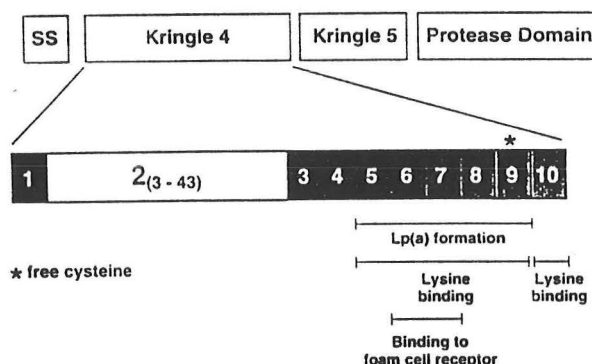 SS Kringle 4 Kringle 5 Protease Domain
*
1 2(3 - 43) 3 4 5 6 7 8 9 10
Lp(a) formation
* free cysteine
Lysine binding
Lysine binding
Binding to
foam cell receptor